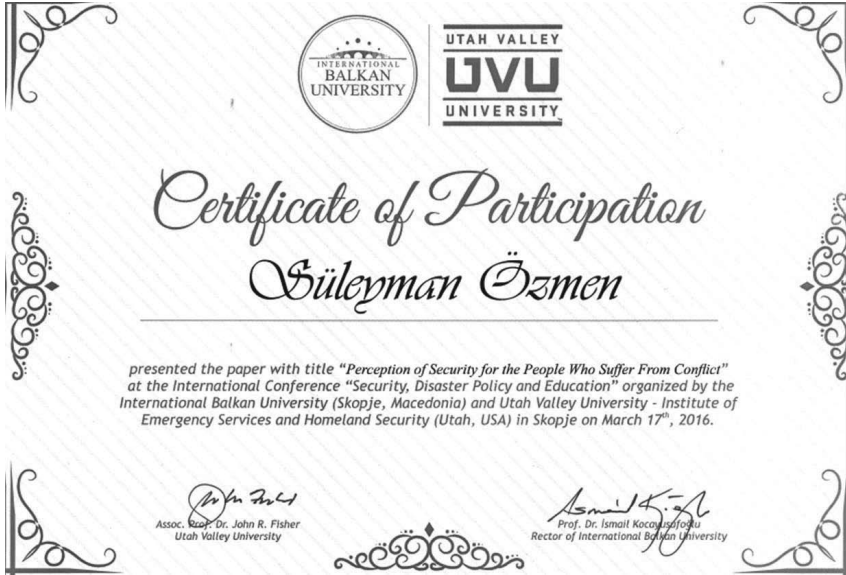 INTERNATIONAL
BALKAN
UNIVERSITY
UTAH VALLEY
UVU
UNIVERSITY
Certificate of Participation
Süleyman Özmen
presented the paper with title “Perception of Security for the People Who Suffer From Conflict”
at the International Conference “Security, Disaster Policy and Education” organized by the
International Balkan University (Skopje, Macedonia) and Utah Valley University - Institute of
Emergency Services and Homeland Security (Utah, USA) in Skopje on March 17th, 2016.
Assoc. Prof. Dr. John R. Fisher
Utah Valley University
Prof. Dr. İsmail Kocayusufoğlu
Rector of International Balkan University